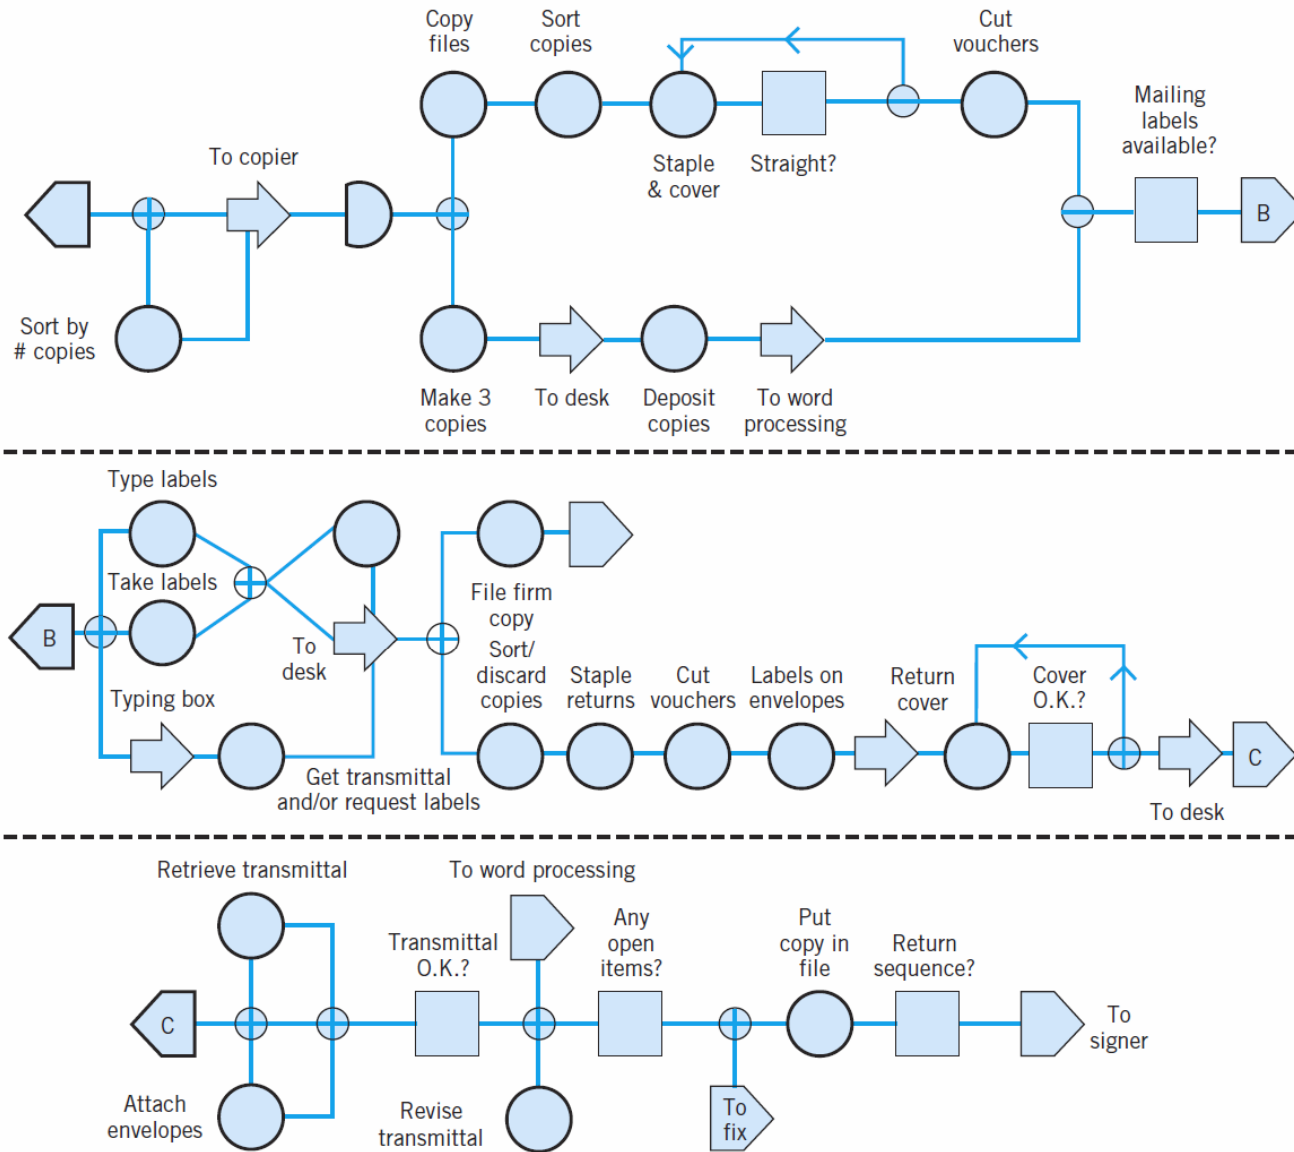 Copy
files
Sort
copies
Cut
vouchers
Mailing
labels
available?
To copier
Staple
& cover
Straight?
B
Sort by
# copies
Make 3
copies
To desk
Deposit
copies
To word
processing
Type labels
Take labels
B
To
desk
Typing box
Get transmittal
and/or request labels
File firm
copy
Sort/
discard
copies
Staple
returns
Cut
vouchers
Labels on
envelopes
Return
cover
Cover
O.K.?
C
To desk
Retrieve transmittal
To word processing
Transmittal
O.K.?
Any
open
items?
Put
copy in
file
Return
sequence?
C
To
signer
Attach
envelopes
Revise
transmittal
To
fix